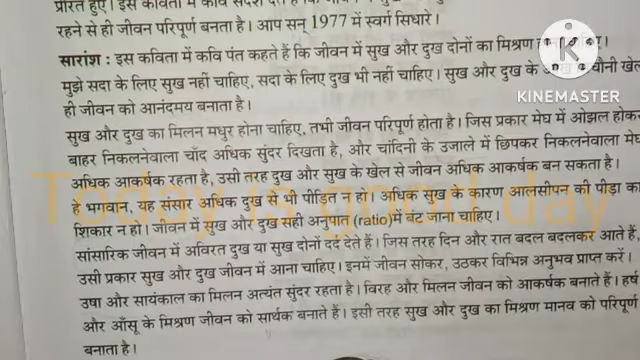 प्रेरित हुए। इस कविता में कवि संदेश देते हैं कि जीवन में सुख
रहने से ही जीवन परिपूर्ण बनता है। आप सन् 1977 में स्वर्ग सिधारे।
सारांश : इस कविता में कवि पंत कहते हैं कि जीवन में सुख और दुख दोनों का मिश्रण
मुझे सदा के लिए सुख नहीं चाहिए, सदा के लिए दुख भी नहीं चाहिए। सुख और दुख के
ही जीवन को आनंदमय बनाता है।
सुख और दुख का मिलन मधुर होना चाहिए, तभी जीवन परिपूर्ण होता है। जिस प्रकार मेघ में ओझल होकर
बाहर निकलनेवाला चाँद अधिक सुंदर दिखता है, और चांदिनी के उजाले में छिपकर निकलनेवाला मेघ
अधिक आकर्षक रहता है, उसी तरह दुख और सुख के खेल से जीवन अधिक आकर्षक बन सकता है।
हे भगवान, यह संसार अधिक दुख से भी पीड़ित न हो। अधिक सुख के कारण आलसीपन की पीड़ा का
शिकार न हो। जीवन में सुख और दुख सही अनुपात (ratio) में बंट जाना चाहिए।
सांसारिक जीवन में अविरत दुख या सुख दोनों दर्द देते हैं। जिस तरह दिन और रात बदल बदलकर आते हैं,
उसी प्रकार सुख और दुख जीवन में आना चाहिए। इनमें जीवन सोकर, उठकर विभिन्न अनुभव प्राप्त करें।
उषा और सायंकाल का मिलन अत्यंत सुंदर रहता है। विरह और मिलन जीवन को आकर्षक बनाते हैं। हर्ष
और आँसू के मिश्रण जीवन को सार्थक बनाते हैं। इसी तरह सुख और दुख का मिश्रण मानव को परिपूर्ण
बनाता है।
KINEMASTER
Today is good day